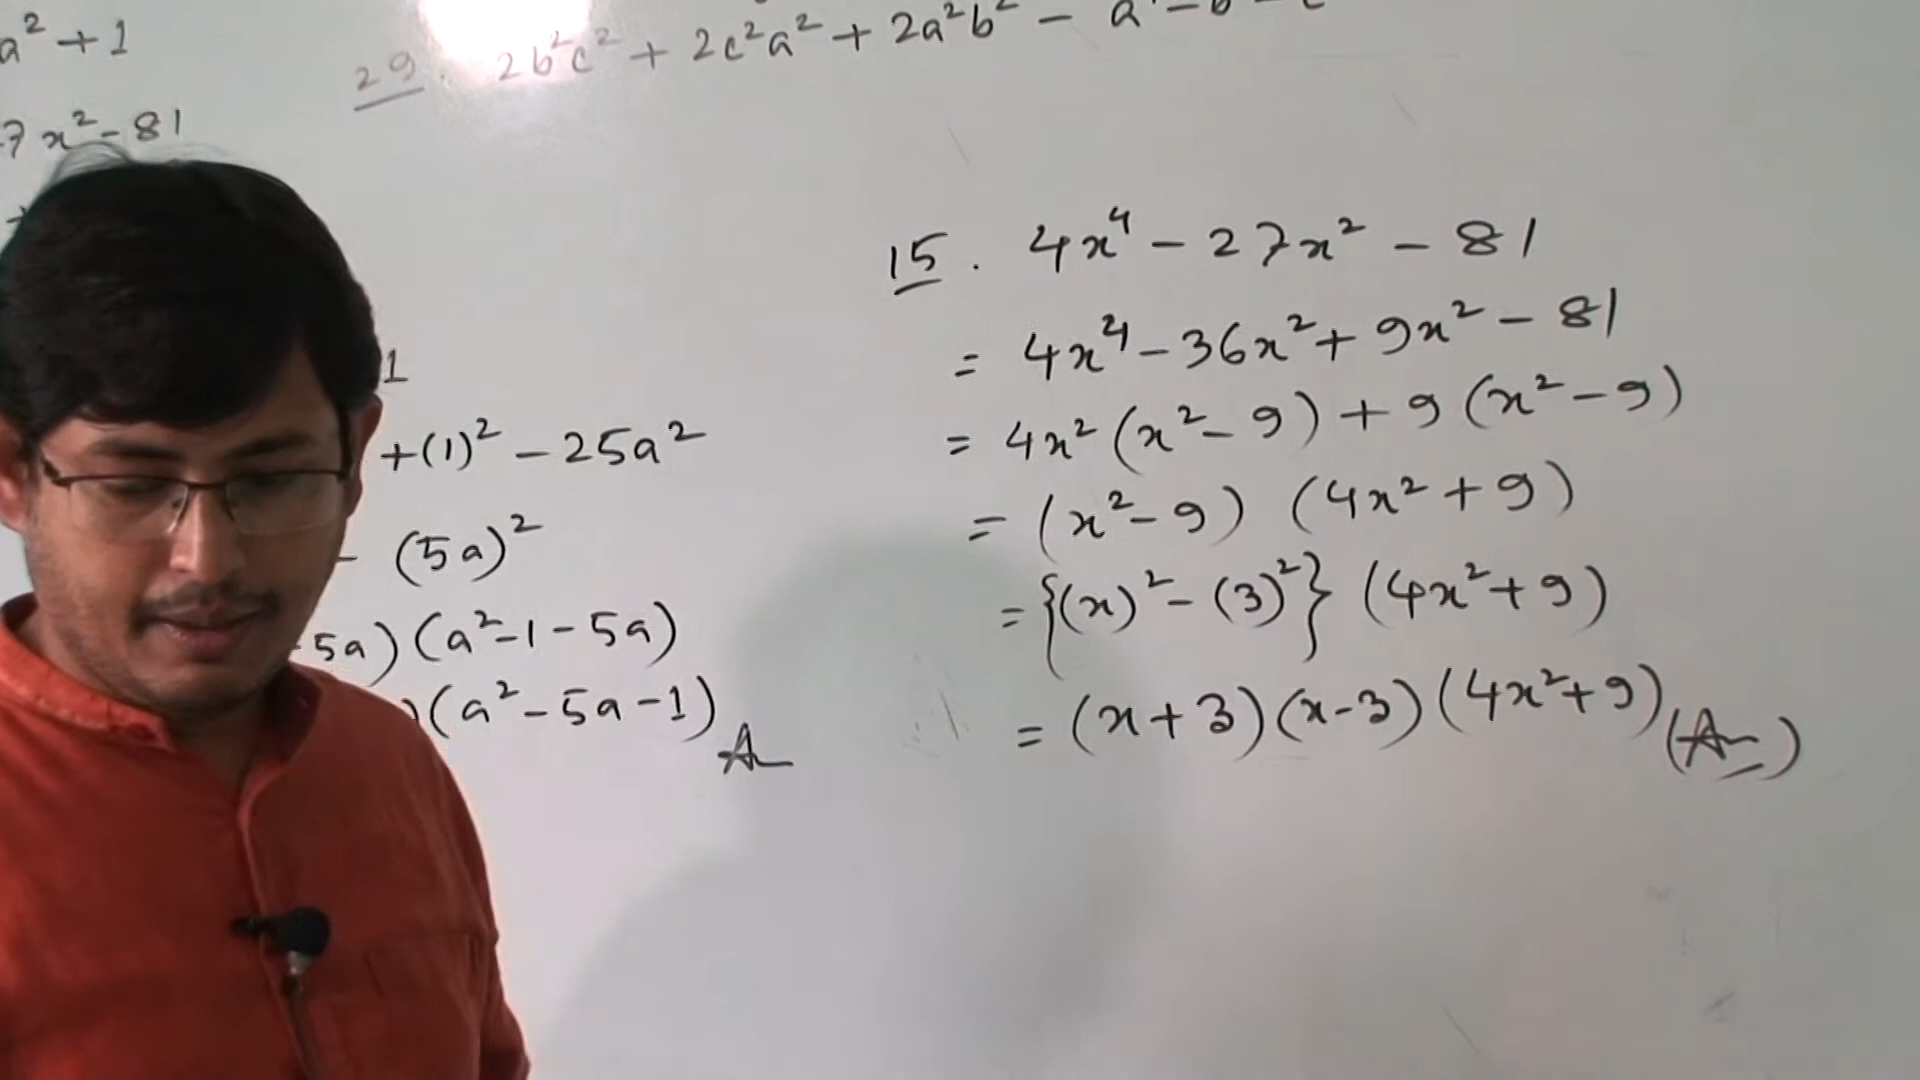 a² + 1
29. 2b²c² + 2c²a² + 2a²b² −
7x² − 81
1
+(1)² − 25a²
− (5a)²
5a)(a² − 1 − 5a)
)(a² − 5a − 1)
15. 4x⁴ − 27x² − 81
= 4x⁴ − 36x² + 9x² − 81
= 4x² (x² − 9) + 9 (x² − 9)
= (x² − 9) (4x² + 9)
= {(x)² − (3)²} (4x² + 9)
= (x + 3)(x − 3)(4x² + 9)